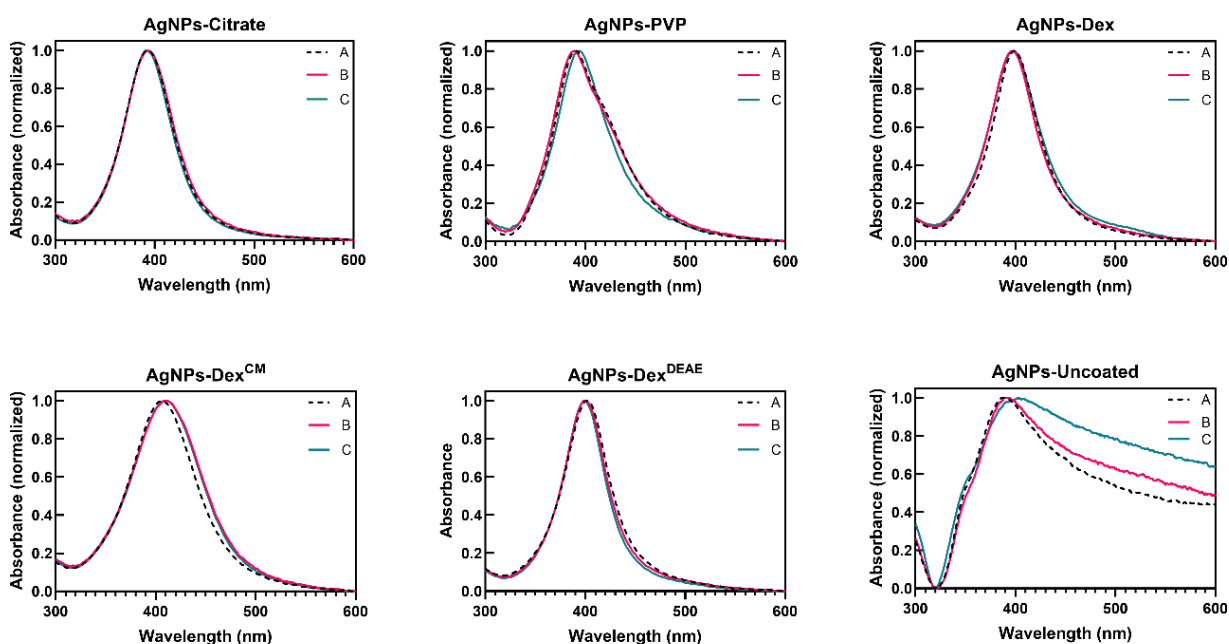 AgNPs-Citrate
Absorbance (normalized)
1.0
0.8
0.6
0.4
0.2
0.0
300
400
500
600
Wavelength (nm)
A
B
C
AgNPs-PVP
Absorbance (normalized)
1.0
0.8
0.6
0.4
0.2
0.0
300
400
500
600
Wavelength (nm)
A
B
C
AgNPs-Dex
Absorbance (normalized)
1.0
0.8
0.6
0.4
0.2
0.0
300
400
500
600
Wavelength (nm)
A
B
C
AgNPs-DexCM
Absorbance (normalized)
1.0
0.8
0.6
0.4
0.2
0.0
300
400
500
600
Wavelength (nm)
A
B
C
AgNPs-DexDEAE
Absorbance
1.0
0.8
0.6
0.4
0.2
0.0
300
400
500
600
Wavelength (nm)
A
B
C
AgNPs-Uncoated
Absorbance (normalized)
1.0
0.8
0.6
0.4
0.2
0.0
300
400
500
600
Wavelength (nm)
A
B
C